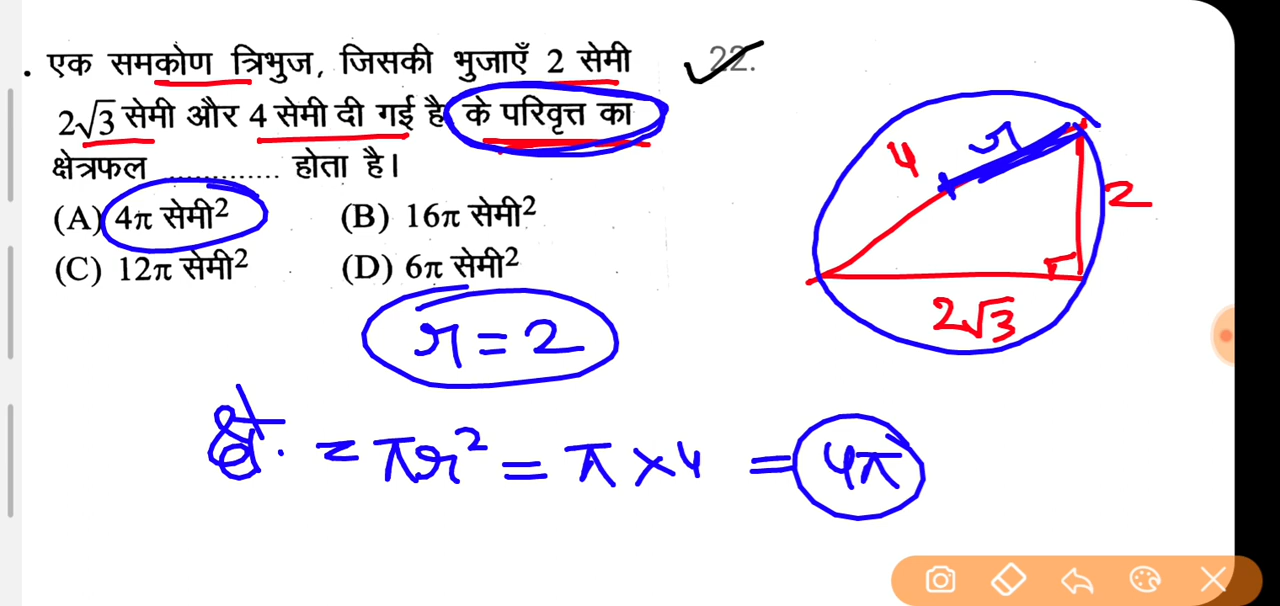 . एक समकोण त्रिभुज, जिसकी भुजाएँ 2 सेमी
2√3 सेमी और 4 सेमी दी गई है के परिवृत्त का
क्षेत्रफल ............. होता है।
(A) 4π सेमी² (B) 16π सेमी²
(C) 12π सेमी² (D) 6π सेमी²
22.
4 r 2
2√3
r = 2
क्षे. = πr² = π × 4 = 4π